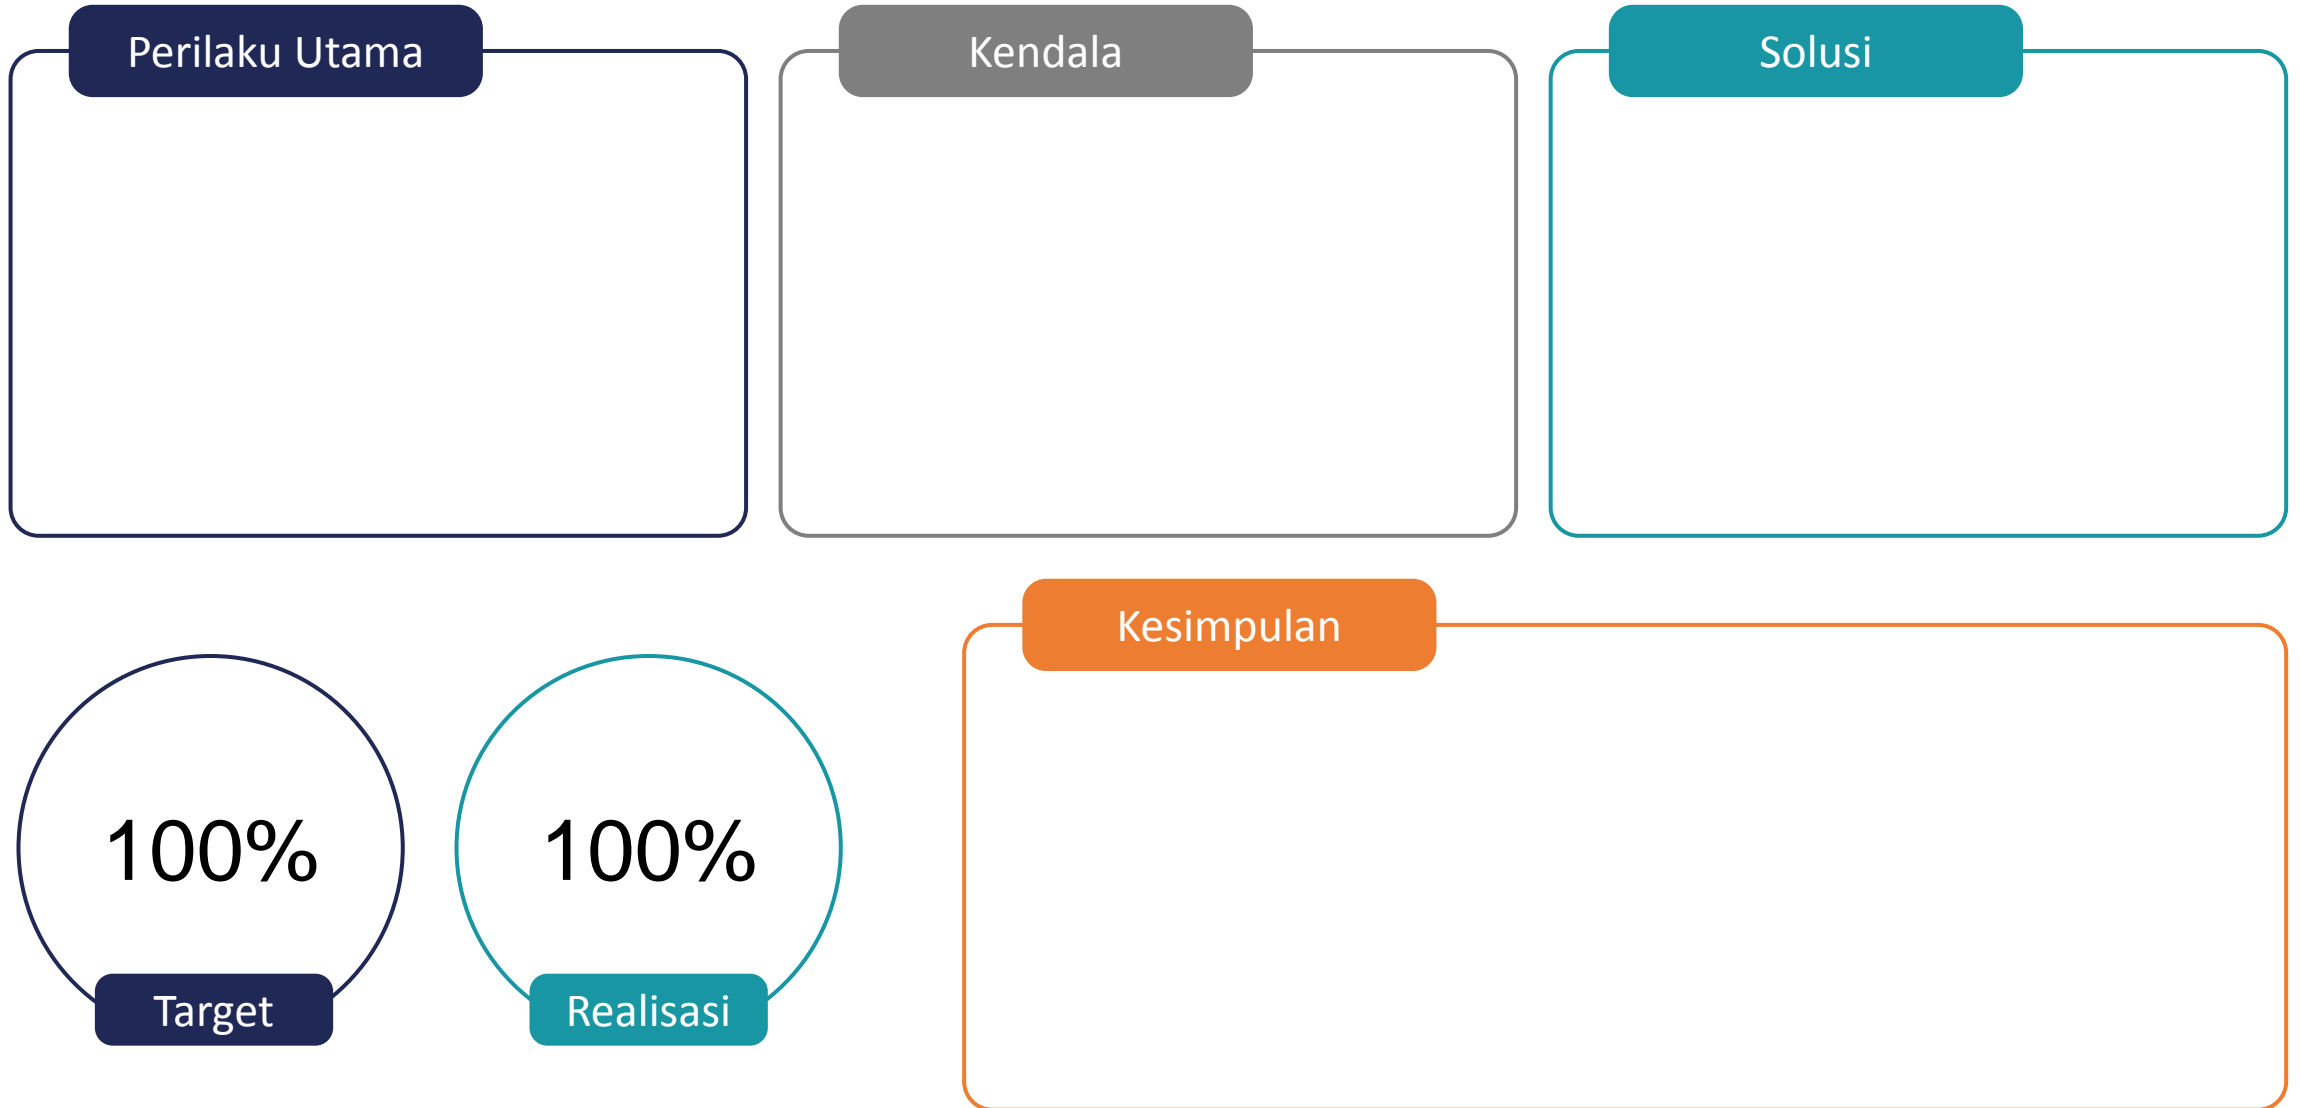 Perilaku Utama
Kendala
Solusi
Kesimpulan
100%
100%
Target
Realisasi